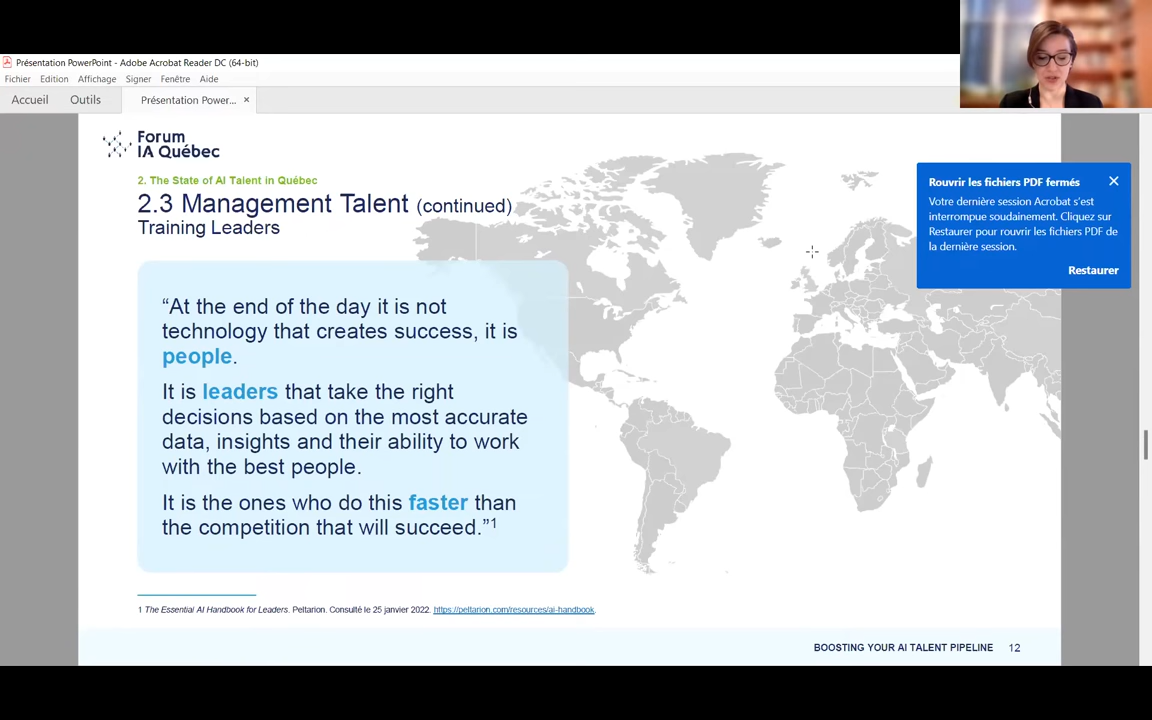 Présentation PowerPoint - Adobe Acrobat Reader DC (64-bit)
Fichier Edition Affichage Signer Fenêtre Aide
Accueil Outils Présentation Power... ×
Forum
IA Québec
2. The State of AI Talent in Québec
2.3 Management Talent (continued)
Training Leaders
“At the end of the day it is not
technology that creates success, it is
people.
It is leaders that take the right
decisions based on the most accurate
data, insights and their ability to work
with the best people.
It is the ones who do this faster than
the competition that will succeed.”1
1 The Essential AI Handbook for Leaders. Peltarion. Consulté le 25 janvier 2022. https://peltarion.com/resources/ai-handbook.
BOOSTING YOUR AI TALENT PIPELINE 12
Rouvrir les fichiers PDF fermés
Votre dernière session Acrobat s'est
interrompue soudainement. Cliquez sur
Restaurer pour rouvrir les fichiers PDF de
la dernière session.
Restaurer